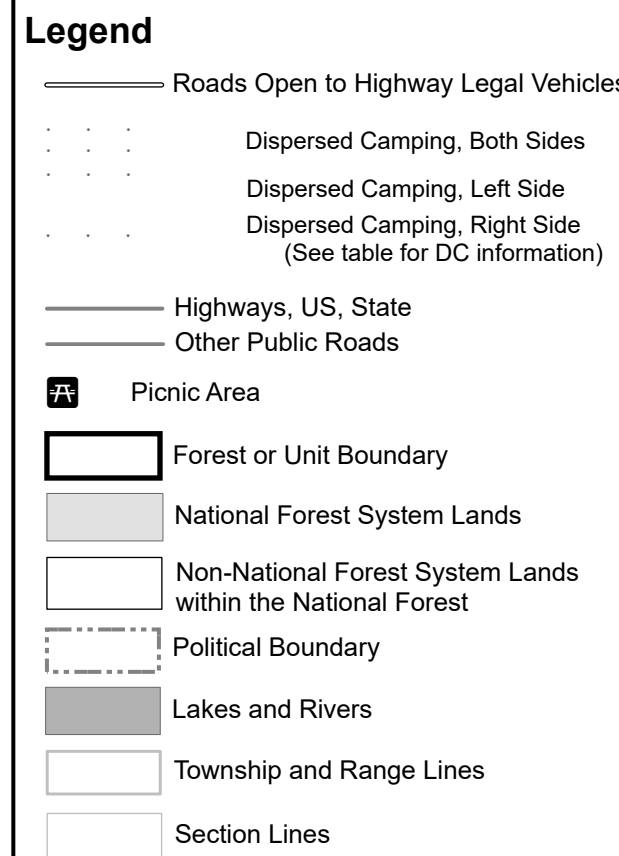 Legend
Roads Open to Highway Legal Vehicles
Dispersed Camping, Both Sides
Dispersed Camping, Left Side
Dispersed Camping, Right Side
(See table for DC information)
Highways, US, State
Other Public Roads
Picnic Area
Forest or Unit Boundary
National Forest System Lands
Non-National Forest System Lands
within the National Forest
Political Boundary
Lakes and Rivers
Township and Range Lines
Section Lines